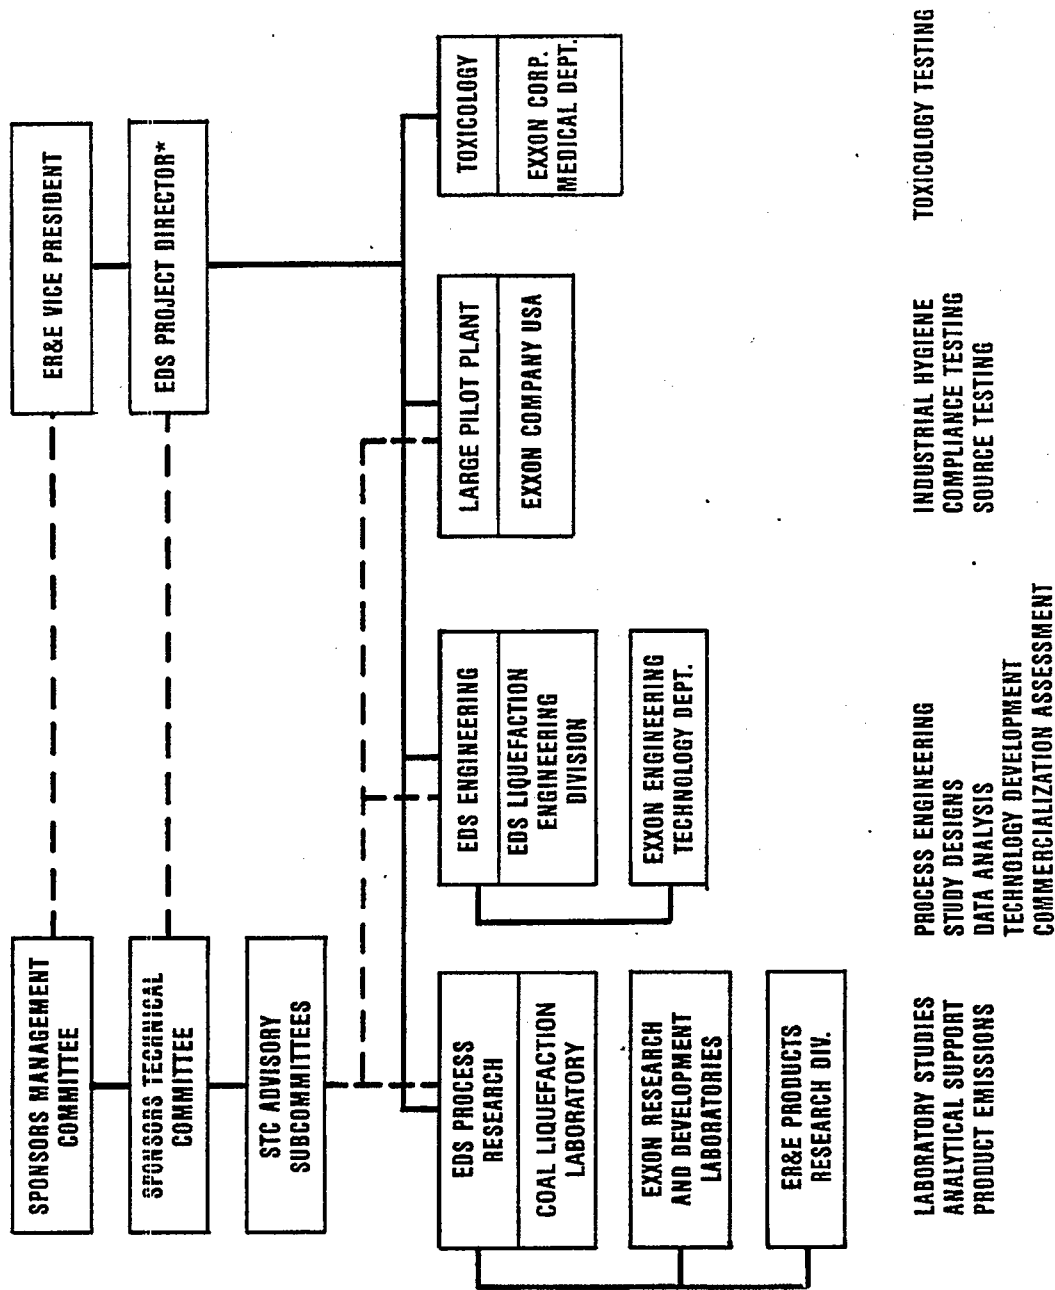 SPONSORS MANAGEMENT
COMMITTEE
ER&E VICE PRESIDENT
SPONSORS TECHNICAL
COMMITTEE
EDS PROJECT DIRECTOR*
STC ADVISORY
SUBCOMMITTEES
EDS PROCESS
RESEARCH
COAL LIQUEFACTION
LABORATORY
EXXON RESEARCH
AND DEVELOPMENT
LABORATORIES
ER&E PRODUCTS
RESEARCH DIV.
EDS ENGINEERING
EDS LIQUEFACTION
ENGINEERING
DIVISION
EXXON ENGINEERING
TECHNOLOGY DEPT.
LARGE PILOT PLANT
EXXON COMPANY USA
TOXICOLOGY
EXXON CORP.
MEDICAL DEPT.
LABORATORY STUDIES
ANALYTICAL SUPPORT
PRODUCT EMISSIONS
PROCESS ENGINEERING
STUDY DESIGNS
DATA ANALYSIS
TECHNOLOGY DEVELOPMENT
COMMERCIALIZATION ASSESSMENT
INDUSTRIAL HYGIENE
COMPLIANCE TESTING
SOURCE TESTING
TOXICOLOGY TESTING